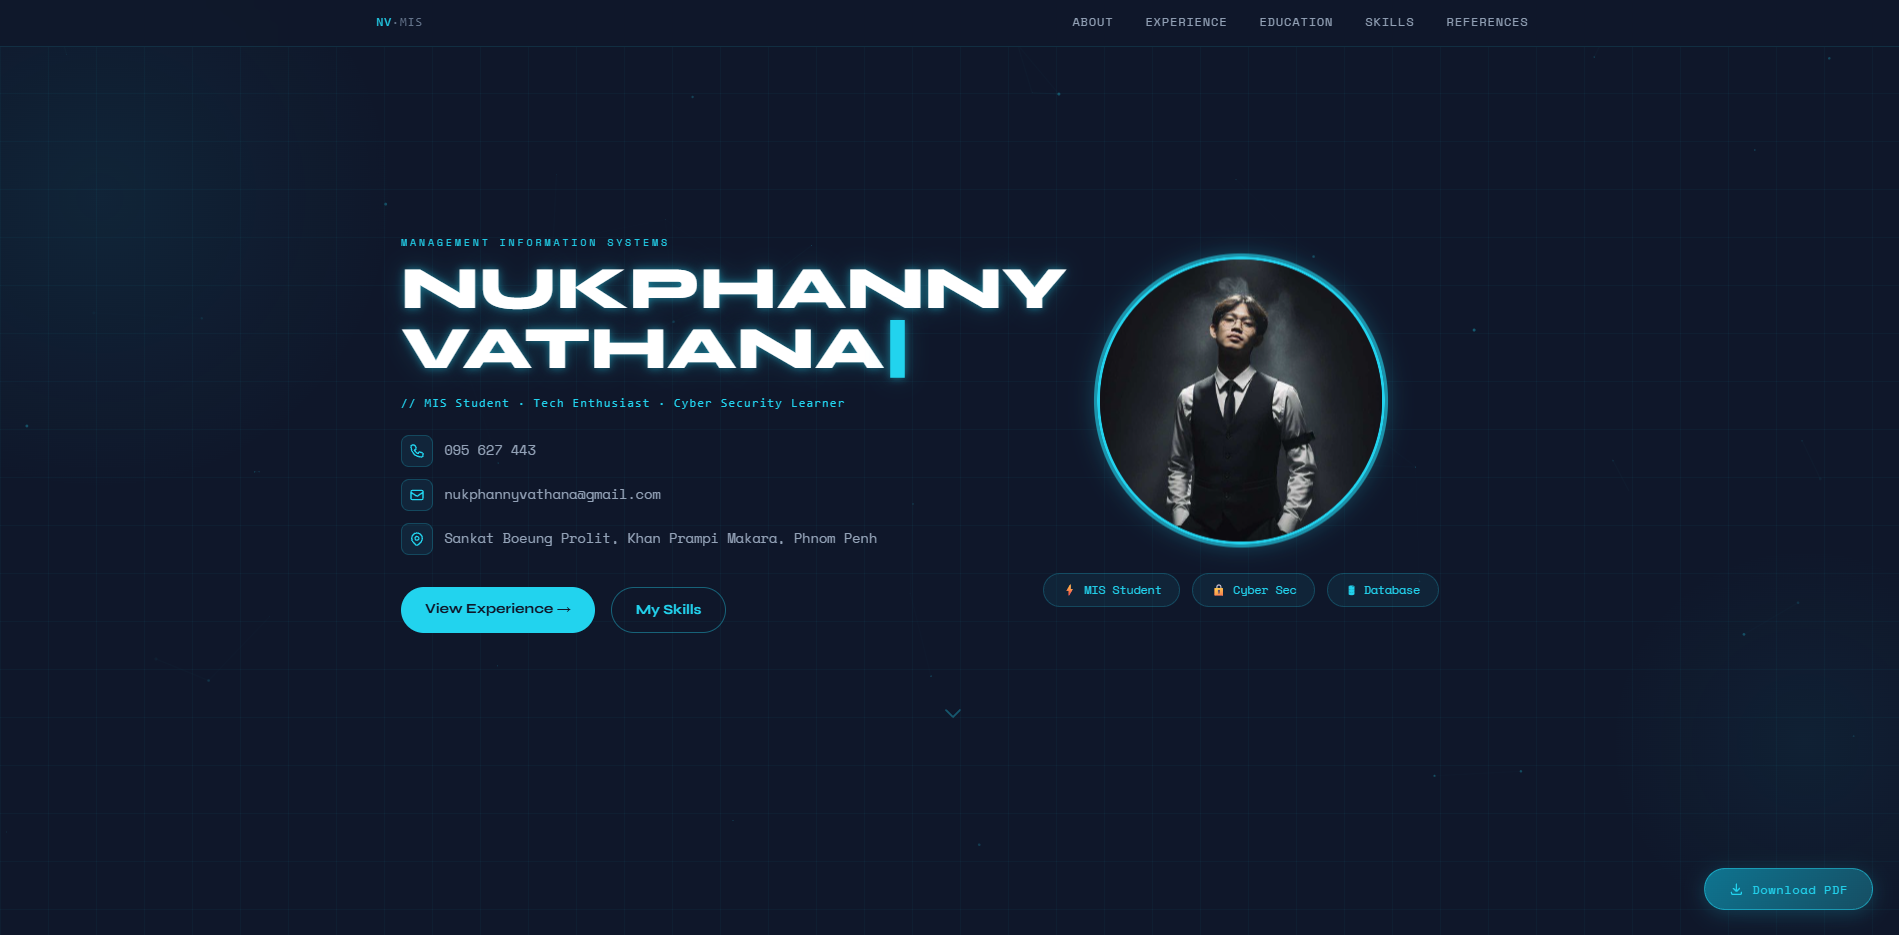 NV·MIS
ABOUT EXPERIENCE EDUCATION SKILLS REFERENCES
MANAGEMENT INFORMATION SYSTEMS
NUKPHANNY
VATHANA
// MIS Student · Tech Enthusiast · Cyber Security Learner
095 627 443
nukphannyvathana@gmail.com
Sankat Boeung Prolit, Khan Prampi Makara, Phnom Penh
View Experience →
My Skills
MIS Student
Cyber Sec
Database
Download PDF